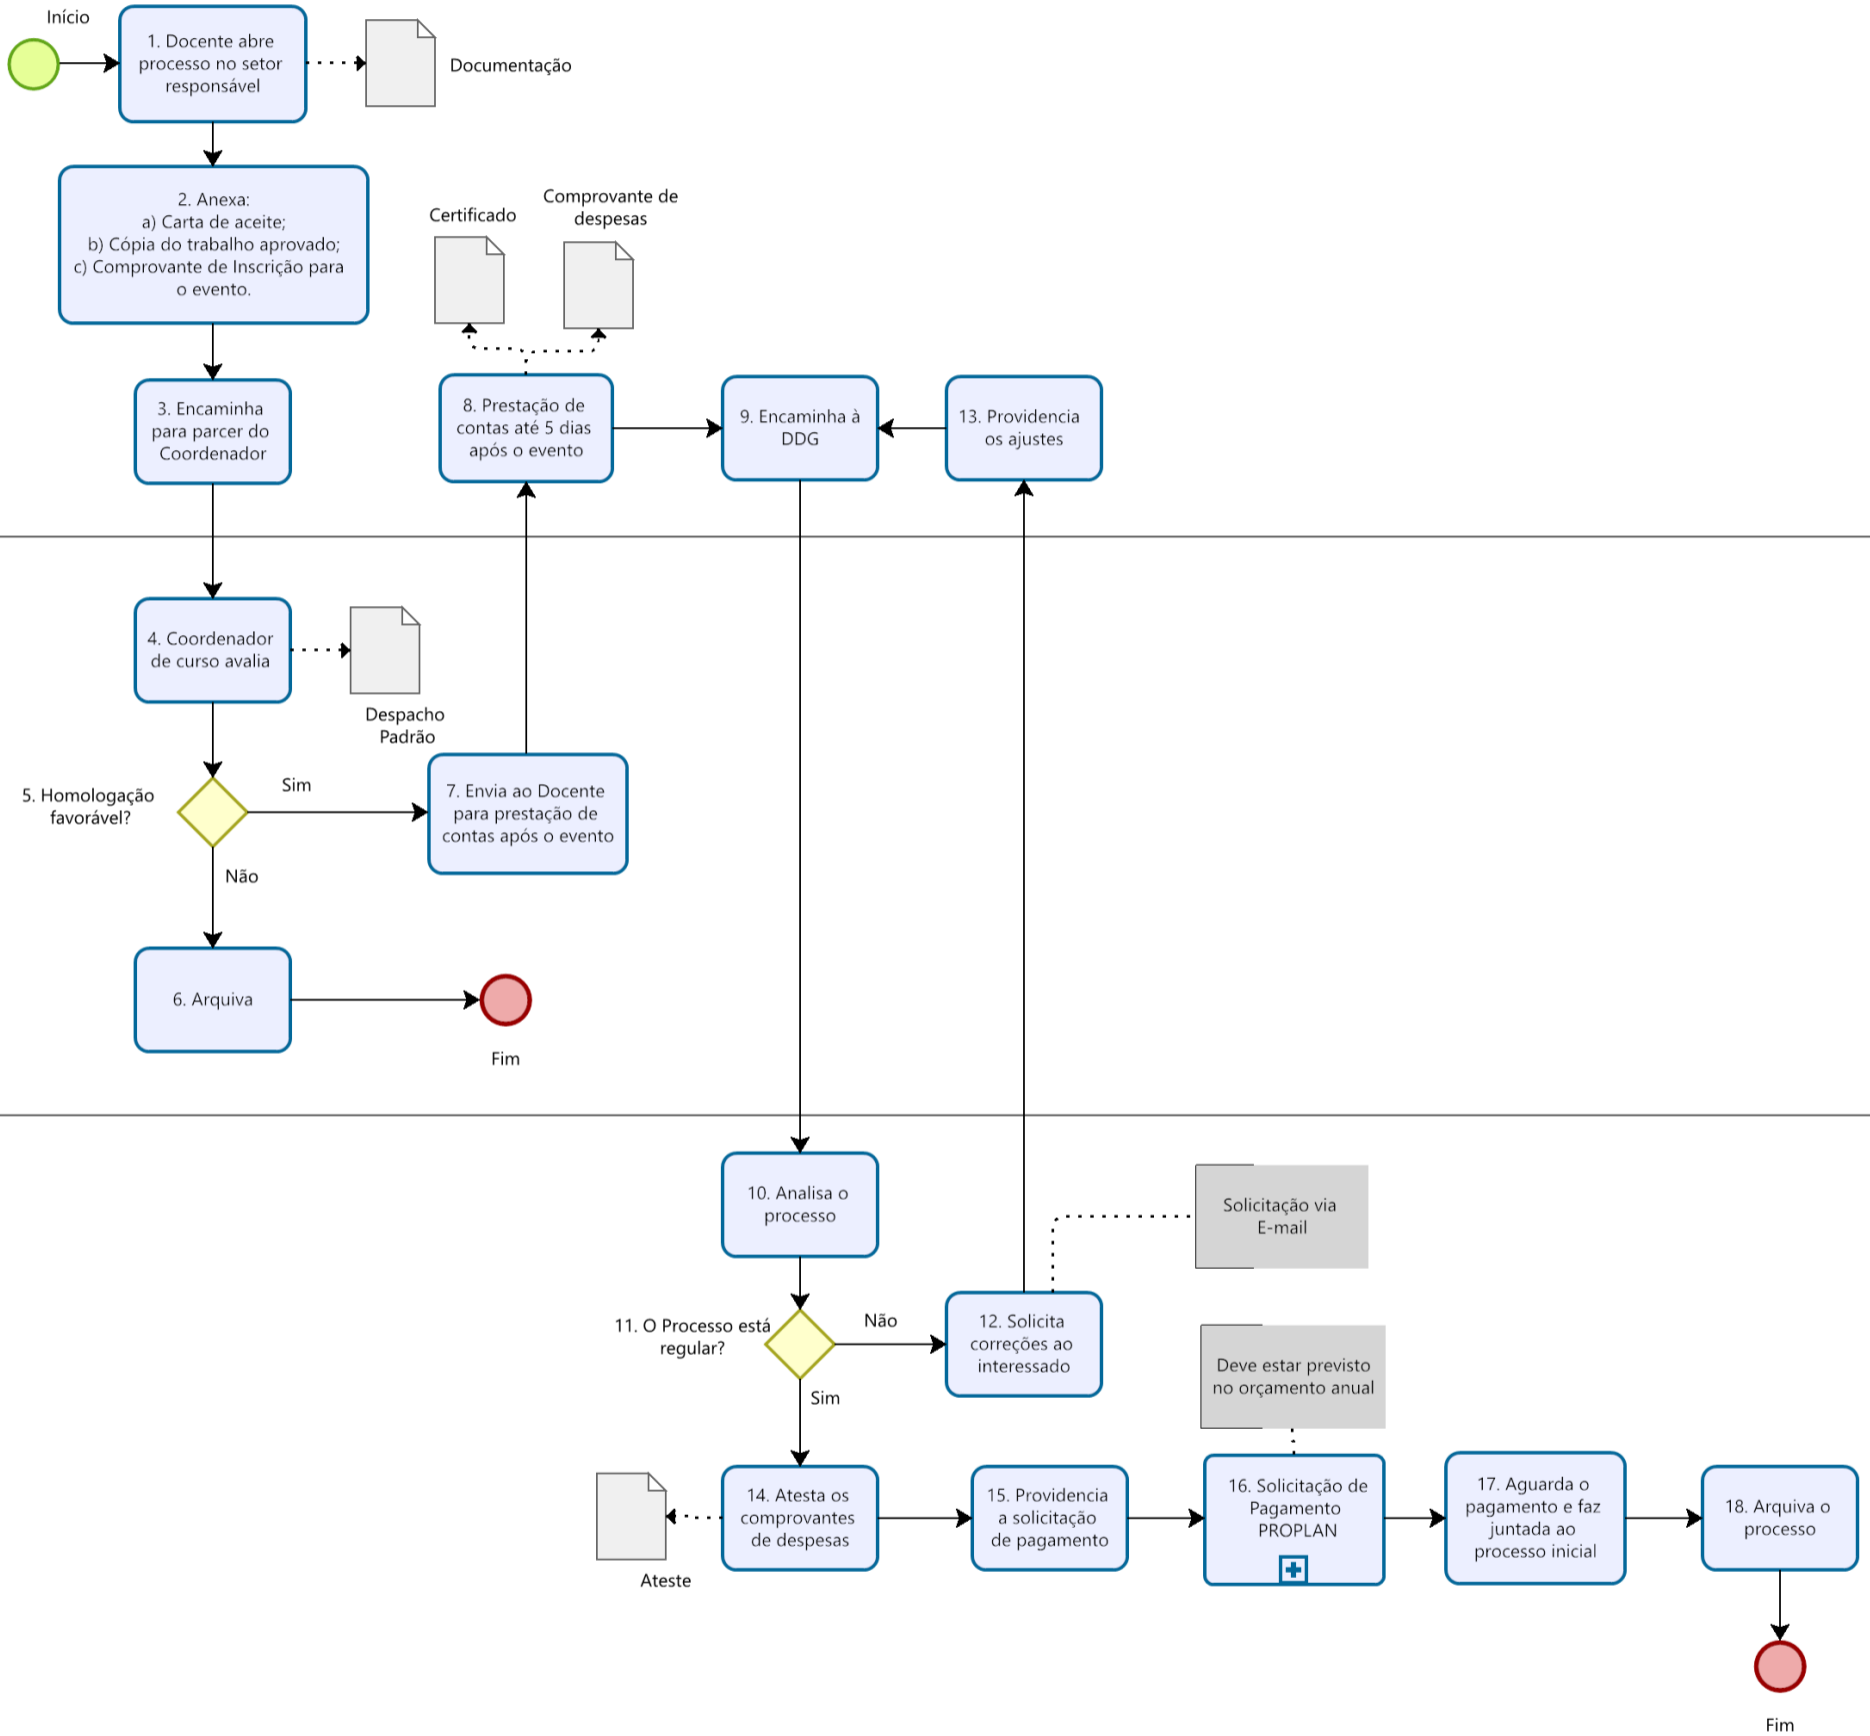 Início
1. Docente abre
processo no setor
responsável
Documentação
2. Anexa:
a) Carta de aceite;
b) Cópia do trabalho aprovado;
c) Comprovante de Inscrição para
o evento.
Certificado
Comprovante de
despesas
3. Encaminha
para parcer do
Coordenador
8. Prestação de
contas até 5 dias
após o evento
9. Encaminha à
DDG
13. Providencia
os ajustes
4. Coordenador
de curso avalia
Despacho
Padrão
5. Homologação
favorável?
Sim
Não
7. Envia ao Docente
para prestação de
contas após o evento
6. Arquiva
Fim
10. Analisa o
processo
Solicitação via
E-mail
11. O Processo está
regular?
Não
Sim
12. Solicita
correções ao
interessado
Deve estar previsto
no orçamento anual
14. Atesta os
comprovantes
de despesas
Ateste
15. Providencia
a solicitação
de pagamento
16. Solicitação de
Pagamento
PROPLAN
17. Aguarda o
pagamento e faz
juntada ao
processo inicial
18. Arquiva o
processo
Fim